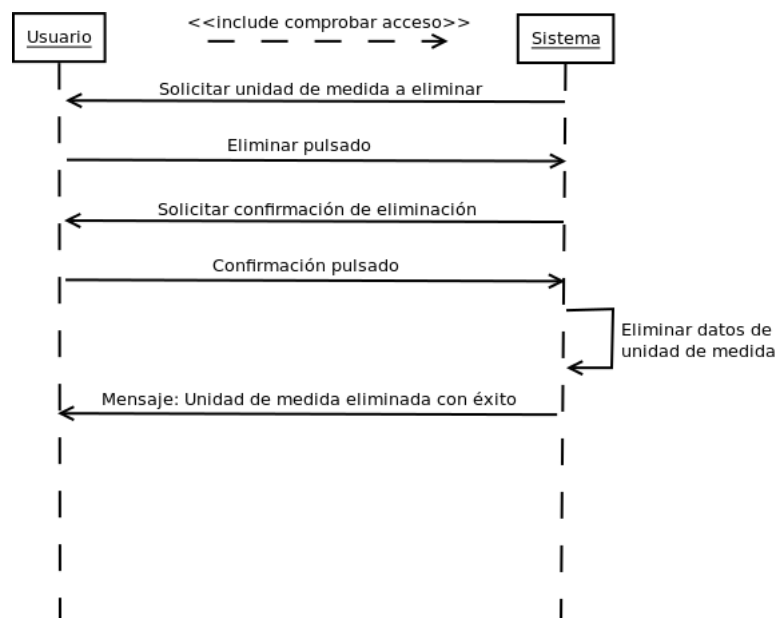 <<include comprobar acceso>>
Usuario
Sistema
Solicitar unidad de medida a eliminar
Eliminar pulsado
Solicitar confirmación de eliminación
Confirmación pulsado
Eliminar datos de
unidad de medida
Mensaje: Unidad de medida eliminada con éxito